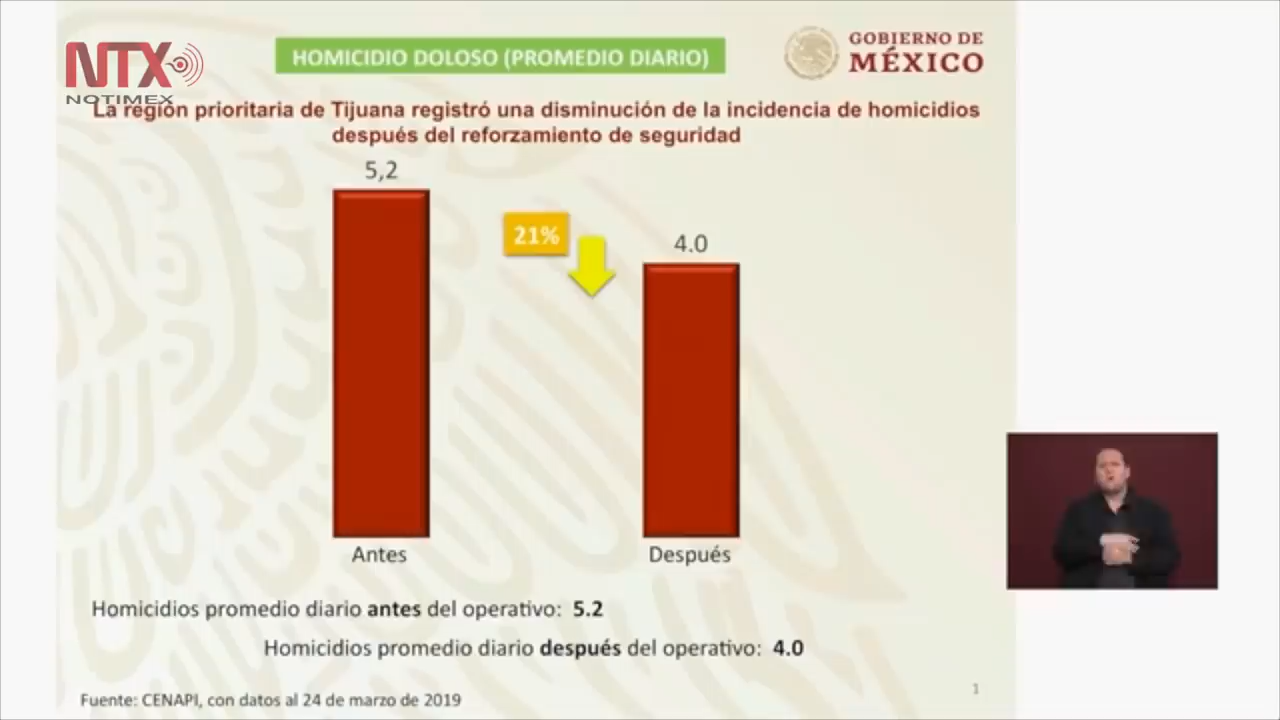 NTX
NOTIMEX
HOMICIDIO DOLOSO (PROMEDIO DIARIO)
GOBIERNO DE
MÉXICO
La región prioritaria de Tijuana registró una disminución de la incidencia de homicidios
después del reforzamiento de seguridad
5,2
21%
4.0
Antes
Después
Homicidios promedio diario antes del operativo: 5.2
Homicidios promedio diario después del operativo: 4.0
Fuente: CENAPI, con datos al 24 de marzo de 2019
1